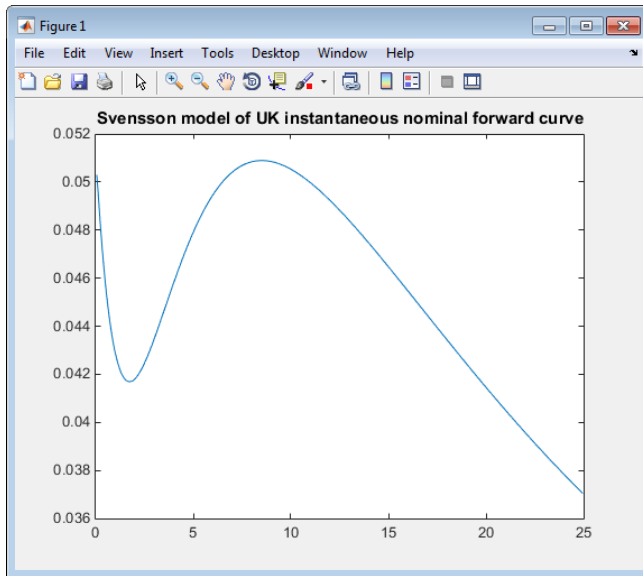 Figure 1
File Edit View Insert Tools Desktop Window Help
Svensson model of UK instantaneous nominal forward curve
0.052
0.05
0.048
0.046
0.044
0.042
0.04
0.038
0.036
0 5 10 15 20 25